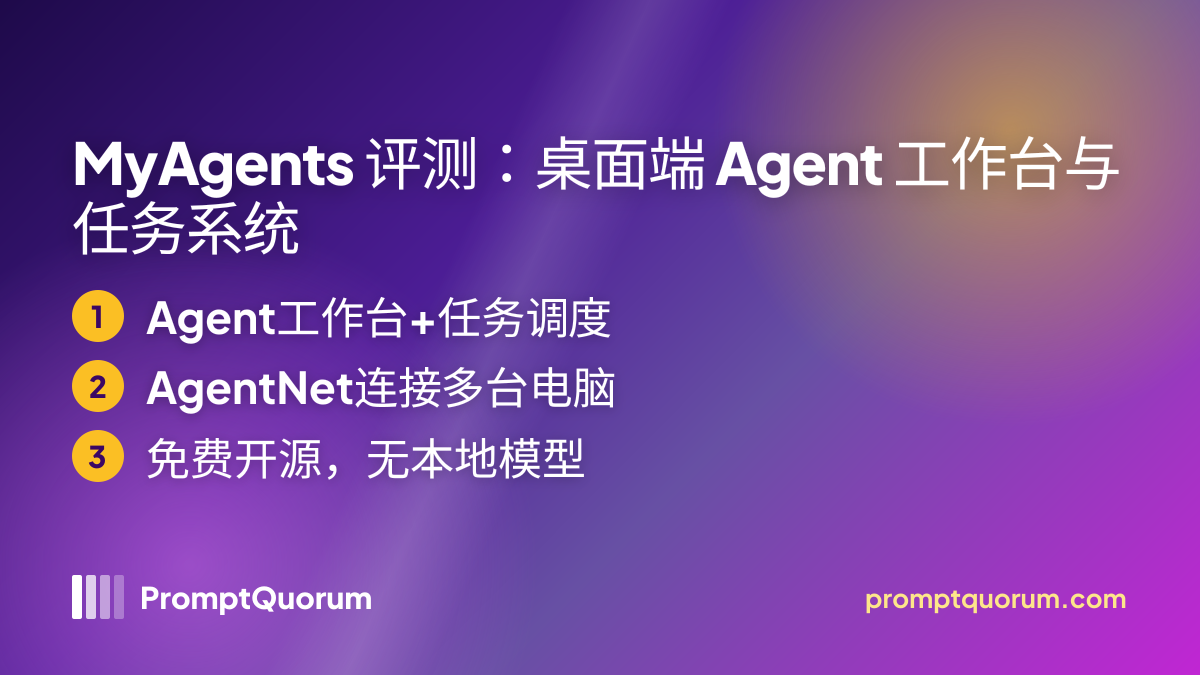 MyAgents 评测：桌面端 Agent 工作台与
任务系统
1 Agent工作台+任务调度
2 AgentNet连接多台电脑
3 免费开源，无本地模型
PromptQuorum
promptquorum.com